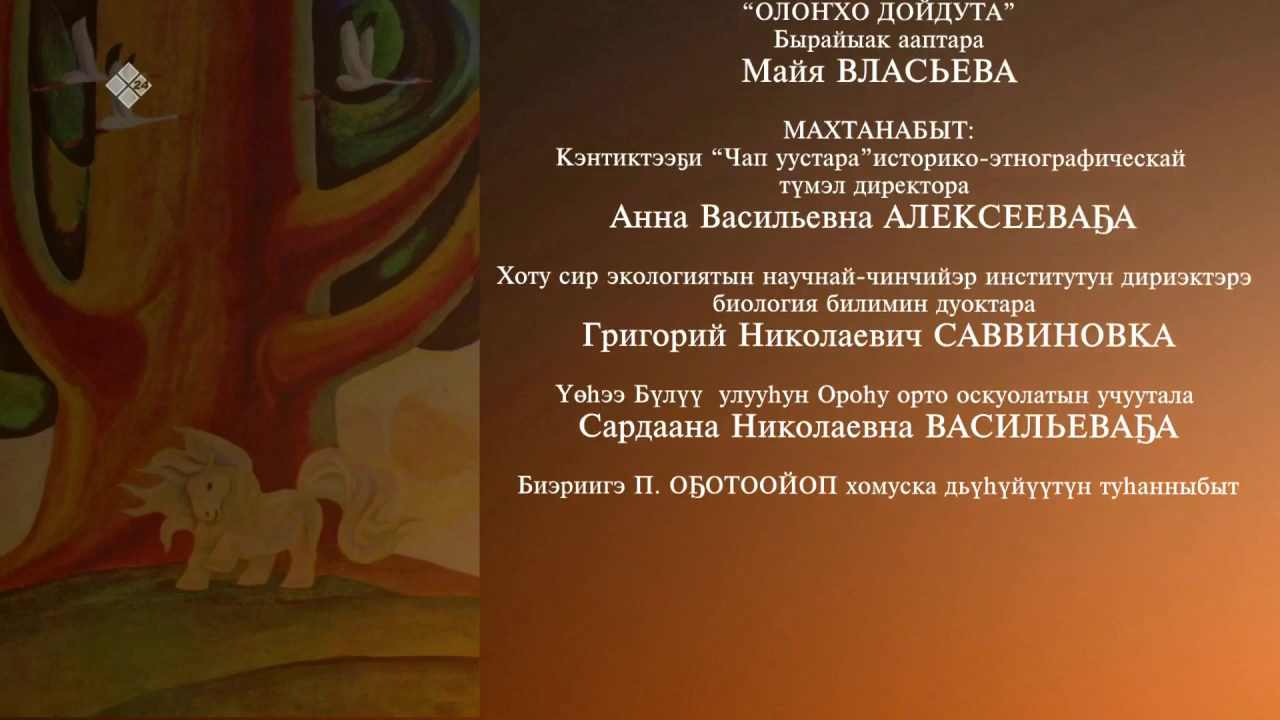 “ОЛОҤХО ДОЙДУТА”
Бырайыак ааптара
Майя ВЛАСЬЕВА
МАХТАНАБЫТ:
Кэнтиктээҕи “Чап уустара”историко-этнографическай
түмэл директора
Анна Васильевна АЛЕКСЕЕВАҔА
Хоту сир экологиятын научнай-чинчийэр институтун дириэктэрэ
биология билимин дуоктара
Григорий Николаевич САВВИНОВКА
Үөһээ Бүлүү улууһун Ороһу орто оскуолатын учуутала
Сардаана Николаевна ВАСИЛЬЕВАҔА
Биэриигэ П. ОҔОТООЙОП хомуска дьүһүйүүтүн туһанныбыт
Х24